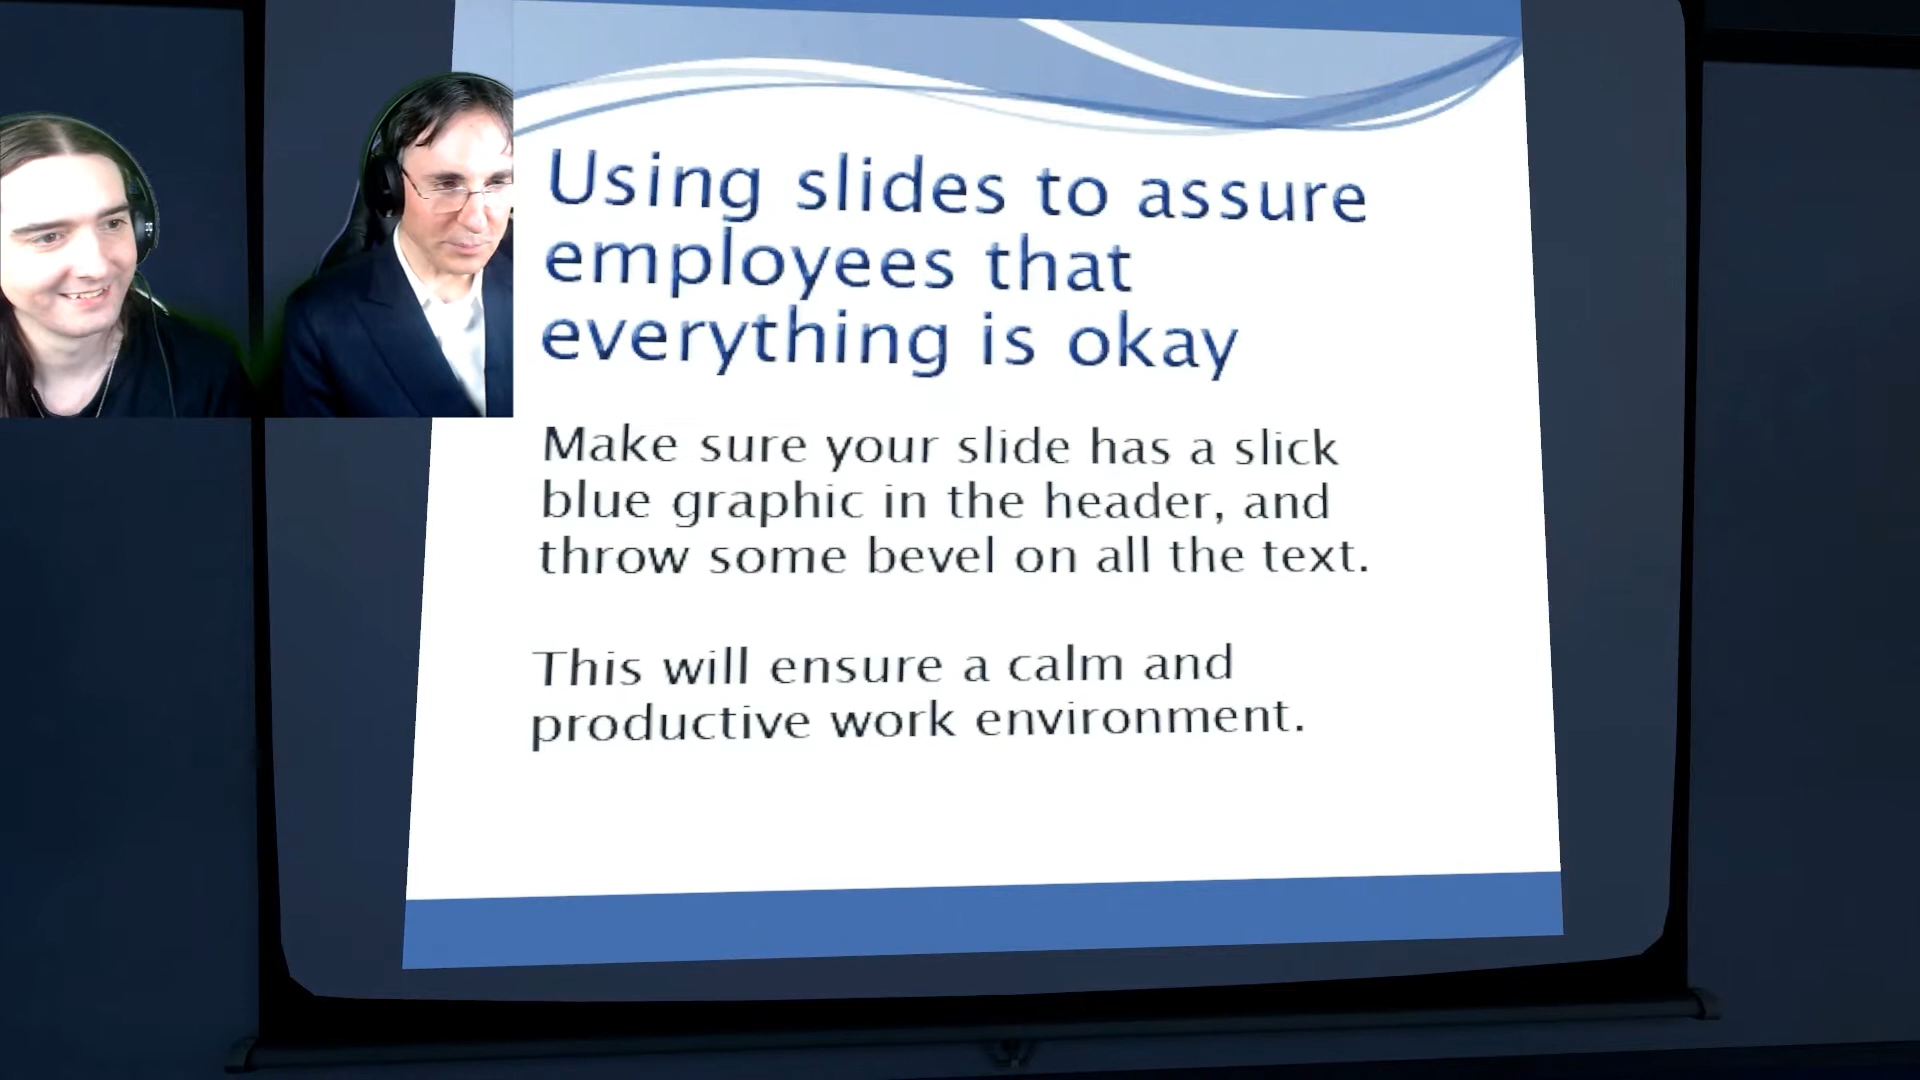 Using slides to assure
employees that
everything is okay
Make sure your slide has a slick
blue graphic in the header, and
throw some bevel on all the text.
This will ensure a calm and
productive work environment.